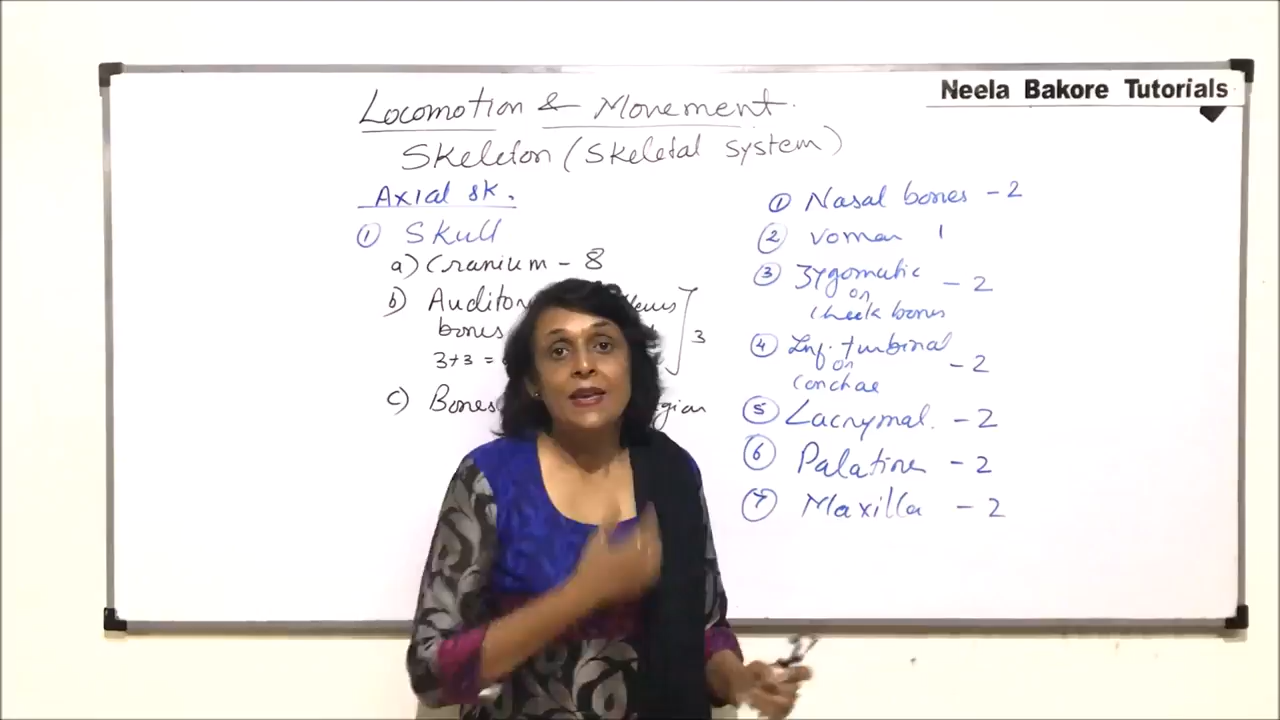 Neela Bakore Tutorials
Locomotion & Movement
Skeleton (Skeletal system)
Axial sk.
① Skull
a) Cranium - 8
b)
bones
3
3+3 =
c) Bones
① Nasal bones - 2
② Vomer 1
③ Zygomatic - 2
or
cheek bones
④ Inf. turbinal - 2
or
conchae
⑤ Lacrymal. - 2
⑥ Palatine - 2
⑦ Maxilla - 2